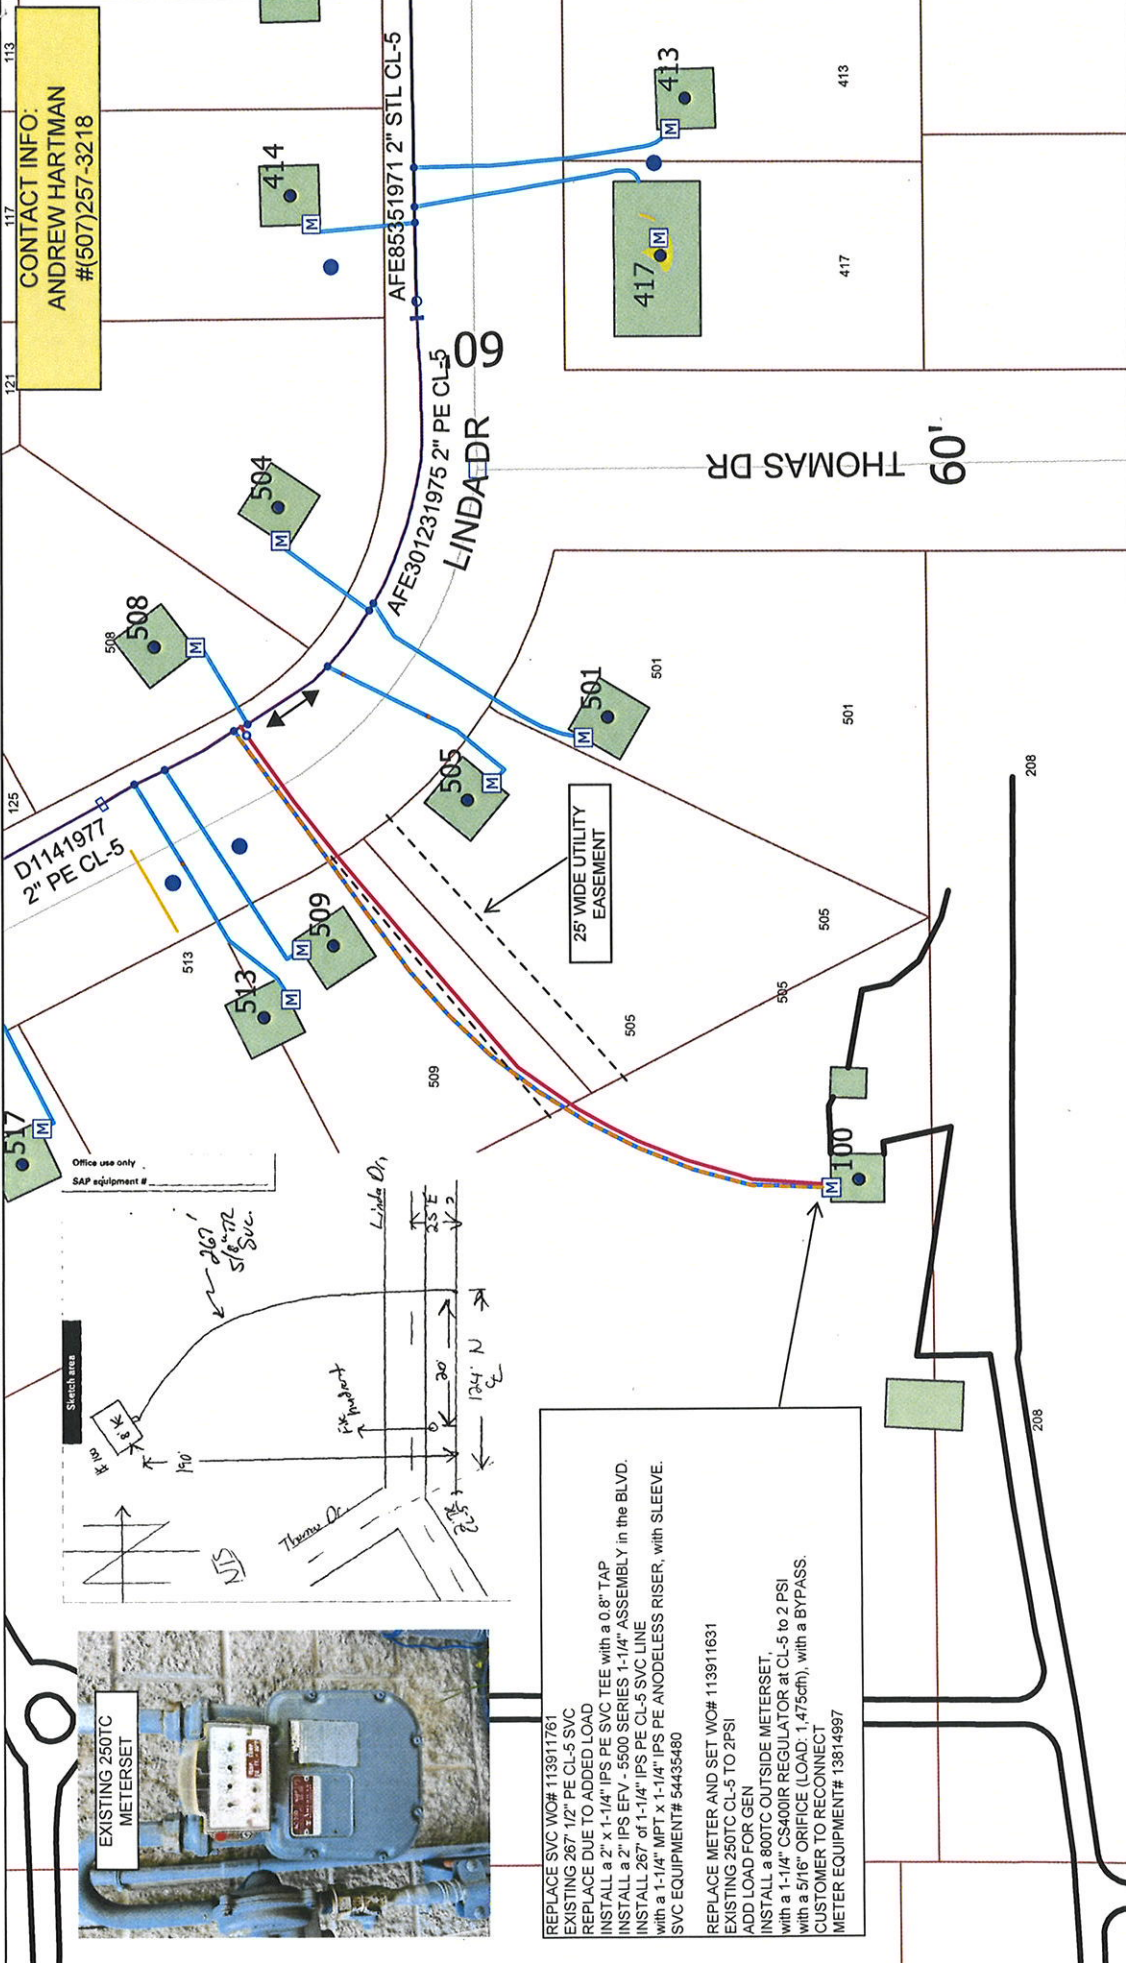 CONTACT INFO:
ANDREW HARTMAN
#(507)257-3218
113
117
121
125
414
413
413
417
417
AFE85351971 2" STL CL-5
60'
LINDA DR
AFE301231975 2" PE CL-5
THOMAS DR
60'
504
508
508
501
501
501
505
505
505
505
D1141977
2" PE CL-5
509
509
513
513
517
25' WIDE UTILITY
EASEMENT
100
208
208
M
M
M
M
M
M
M
M
M
M
M
Office use only
SAP equipment #
Sketch area
267'
5/8" MTR
Svc.
Linda Dr.
25' E
#100
8'K
190'
fire hydrant
20'
124' N
CL
Thomas Dr.
NTS
EXISTING 250TC
METERSET
REPLACE SVC WO# 113911761
EXISTING 267' 1/2" PE CL-5 SVC
REPLACE DUE TO ADDED LOAD
INSTALL a 2" x 1-1/4" IPS PE SVC TEE with a 0.8" TAP
INSTALL a 2" IPS EFV - 5500 SERIES 1-1/4" ASSEMBLY in the BLVD.
INSTALL 267' of 1-1/4" IPS PE CL-5 SVC LINE
with a 1-1/4" MPT x 1-1/4" IPS PE ANODELESS RISER, with SLEEVE.
SVC EQUIPMENT# 54435480
REPLACE METER AND SET WO# 113911631
EXISTING 250TC CL-5 TO 2PSI
ADD LOAD FOR GEN
INSTALL a 800TC OUTSIDE METERSET,
with a 1-1/4" CS400IR REGULATOR at CL-5 to 2 PSI
with a 5/16" ORIFICE (LOAD: 1,475cfh), with a BYPASS.
CUSTOMER TO RECONNECT
METER EQUIPMENT# 13814997